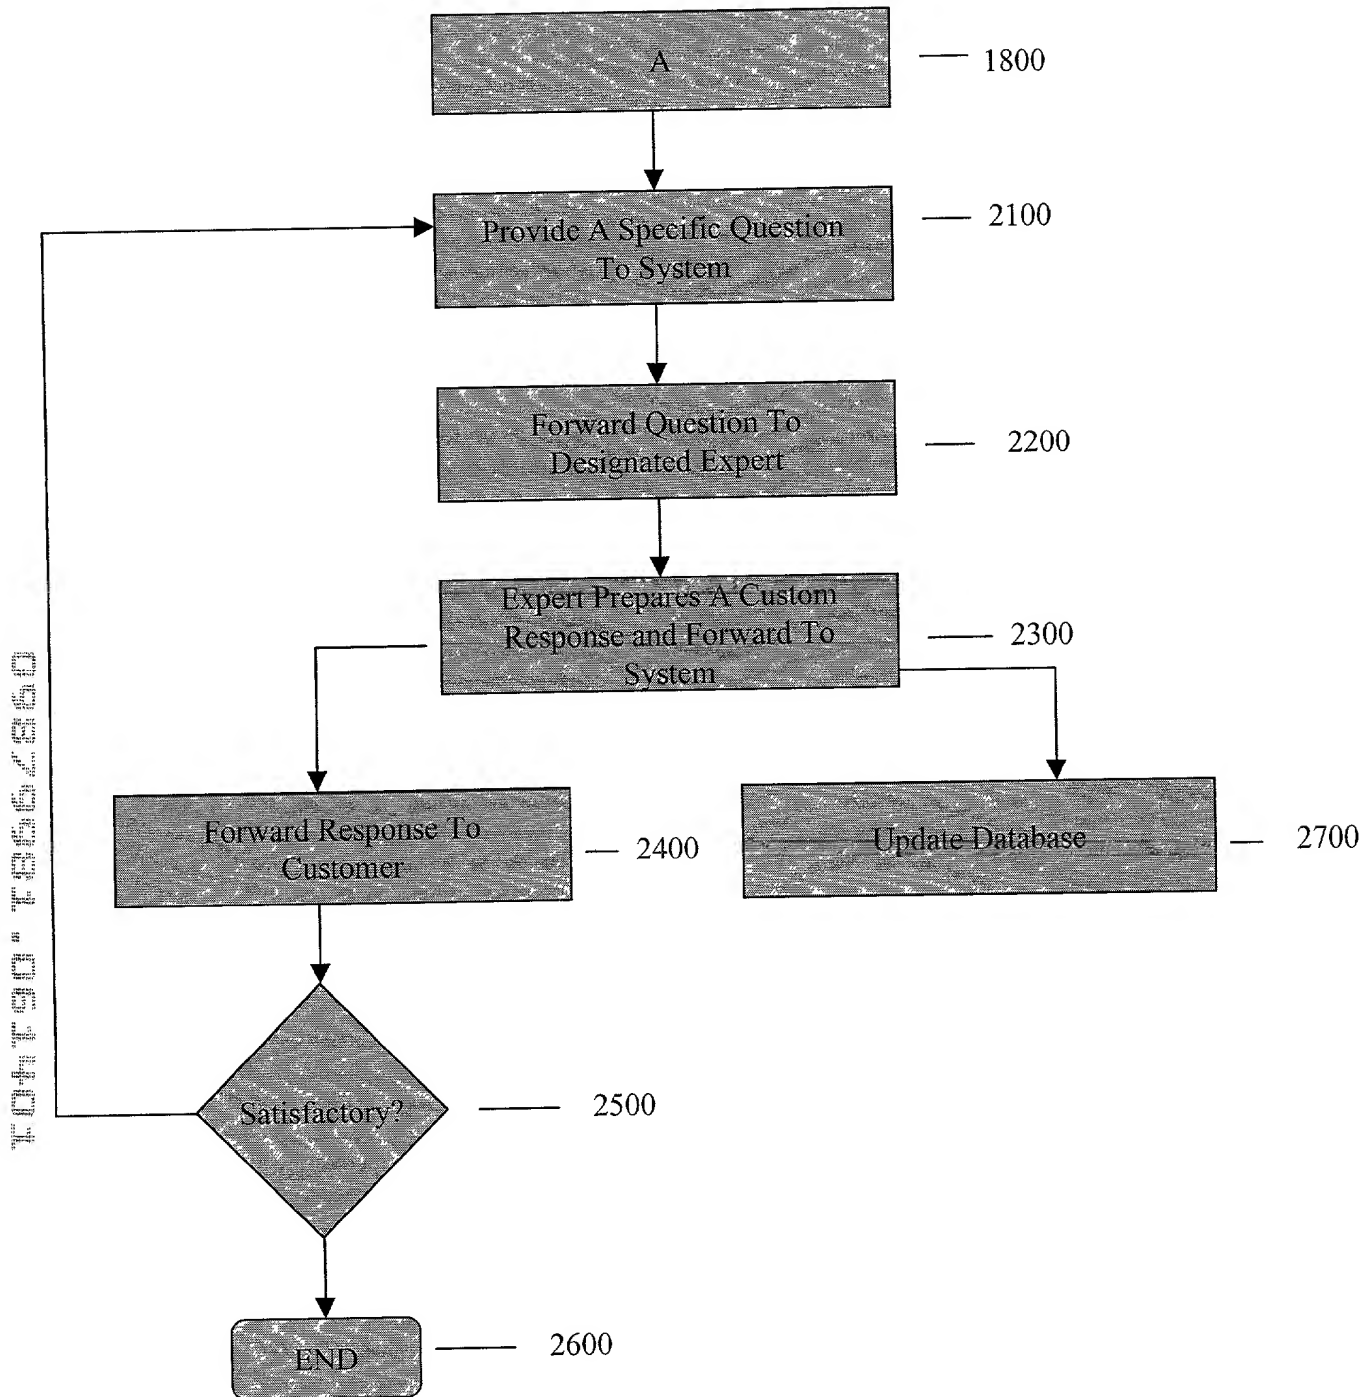 A
1800
Provide A Specific Question
To System
2100
Forward Question To
Designated Expert
2200
Expert Prepares A Custom
Response and Forward To
System
2300
Forward Response To
Customer
2400
Update Database
2700
Satisfactory?
2500
END
2600